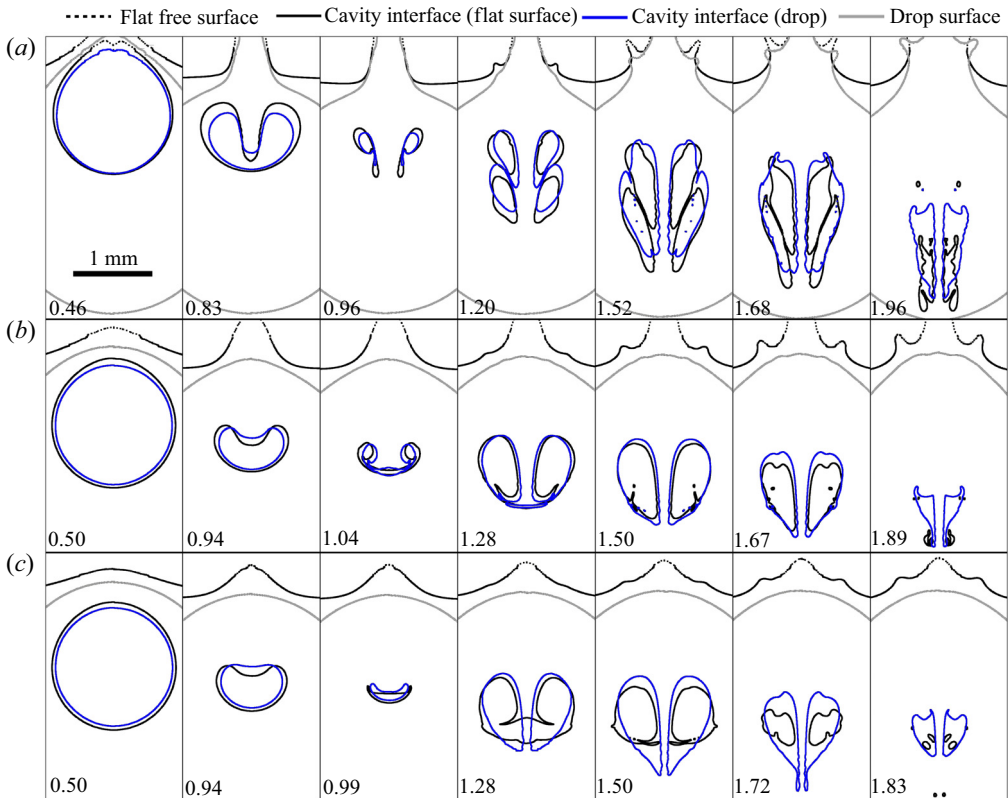 Flat free surface Cavity interface (flat surface) Cavity interface (drop) Drop surface
(a)
1 mm
0.46 0.83 0.96 1.20 1.52 1.68 1.96
(b)
0.50 0.94 1.04 1.28 1.50 1.67 1.89
(c)
0.50 0.94 0.99 1.28 1.50 1.72 1.83